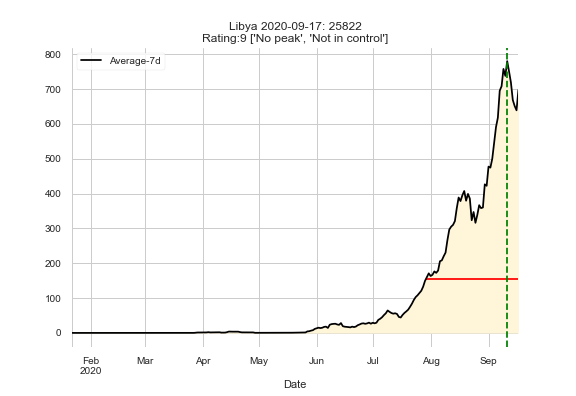 Libya 2020-09-17: 25822
Rating:9 ['No peak', 'Not in control']
Average-7d
800
700
600
500
400
300
200
100
0
Feb Mar Apr May Jun Jul Aug Sep
2020
Date